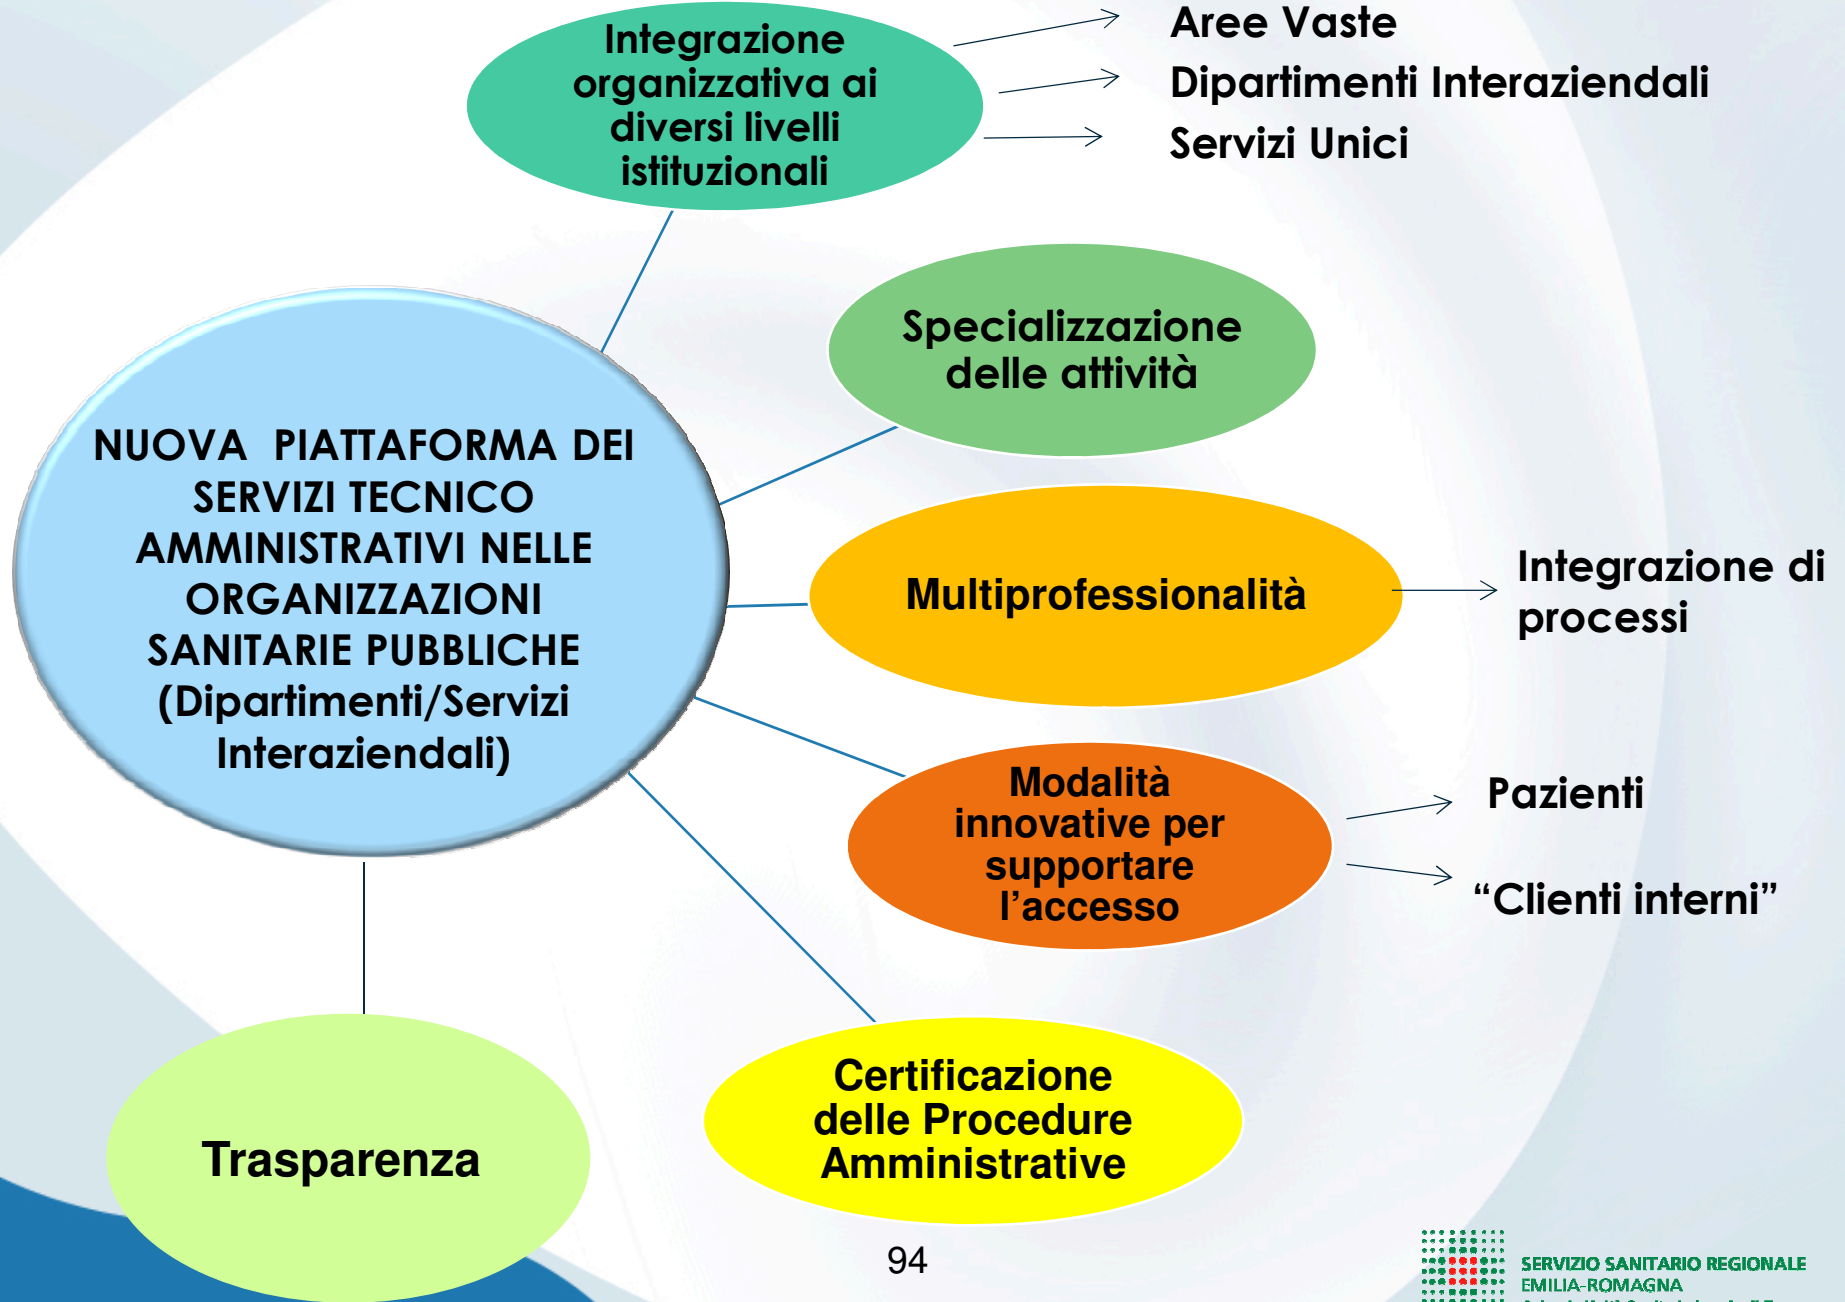 Integrazione
organizzativa ai
diversi livelli
istituzionali
Aree Vaste
Dipartimenti Interaziendali
Servizi Unici
Specializzazione
delle attività
NUOVA PIATTAFORMA DEI
SERVIZI TECNICO
AMMINISTRATIVI NELLE
ORGANIZZAZIONI
SANITARIE PUBBLICHE
(Dipartimenti/Servizi
Interaziendali)
Multiprofessionalità
Integrazione di
processi
Modalità
innovative per
supportare
l’accesso
Pazienti
“Clienti interni”
Certificazione
delle Procedure
Amministrative
Trasparenza
94
SERVIZIO SANITARIO REGIONALE
EMILIA-ROMAGNA